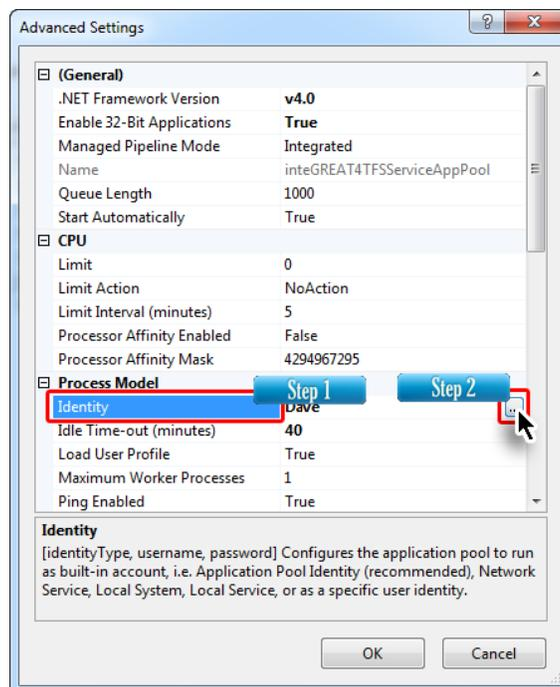 Advanced Settings
(General)
.NET Framework Version v4.0
Enable 32-Bit Applications True
Managed Pipeline Mode Integrated
Name inteGREAT4TFSServiceAppPool
Queue Length 1000
Start Automatically True
CPU
Limit 0
Limit Action NoAction
Limit Interval (minutes) 5
Processor Affinity Enabled False
Processor Affinity Mask 4294967295
Process Model
Step 1 Step 2
Identity Dave ...
Idle Time-out (minutes) 40
Load User Profile True
Maximum Worker Processes 1
Ping Enabled True
Identity
[identityType, username, password] Configures the application pool to run
as built-in account, i.e. Application Pool Identity (recommended), Network
Service, Local System, Local Service, or as a specific user identity.
OK Cancel